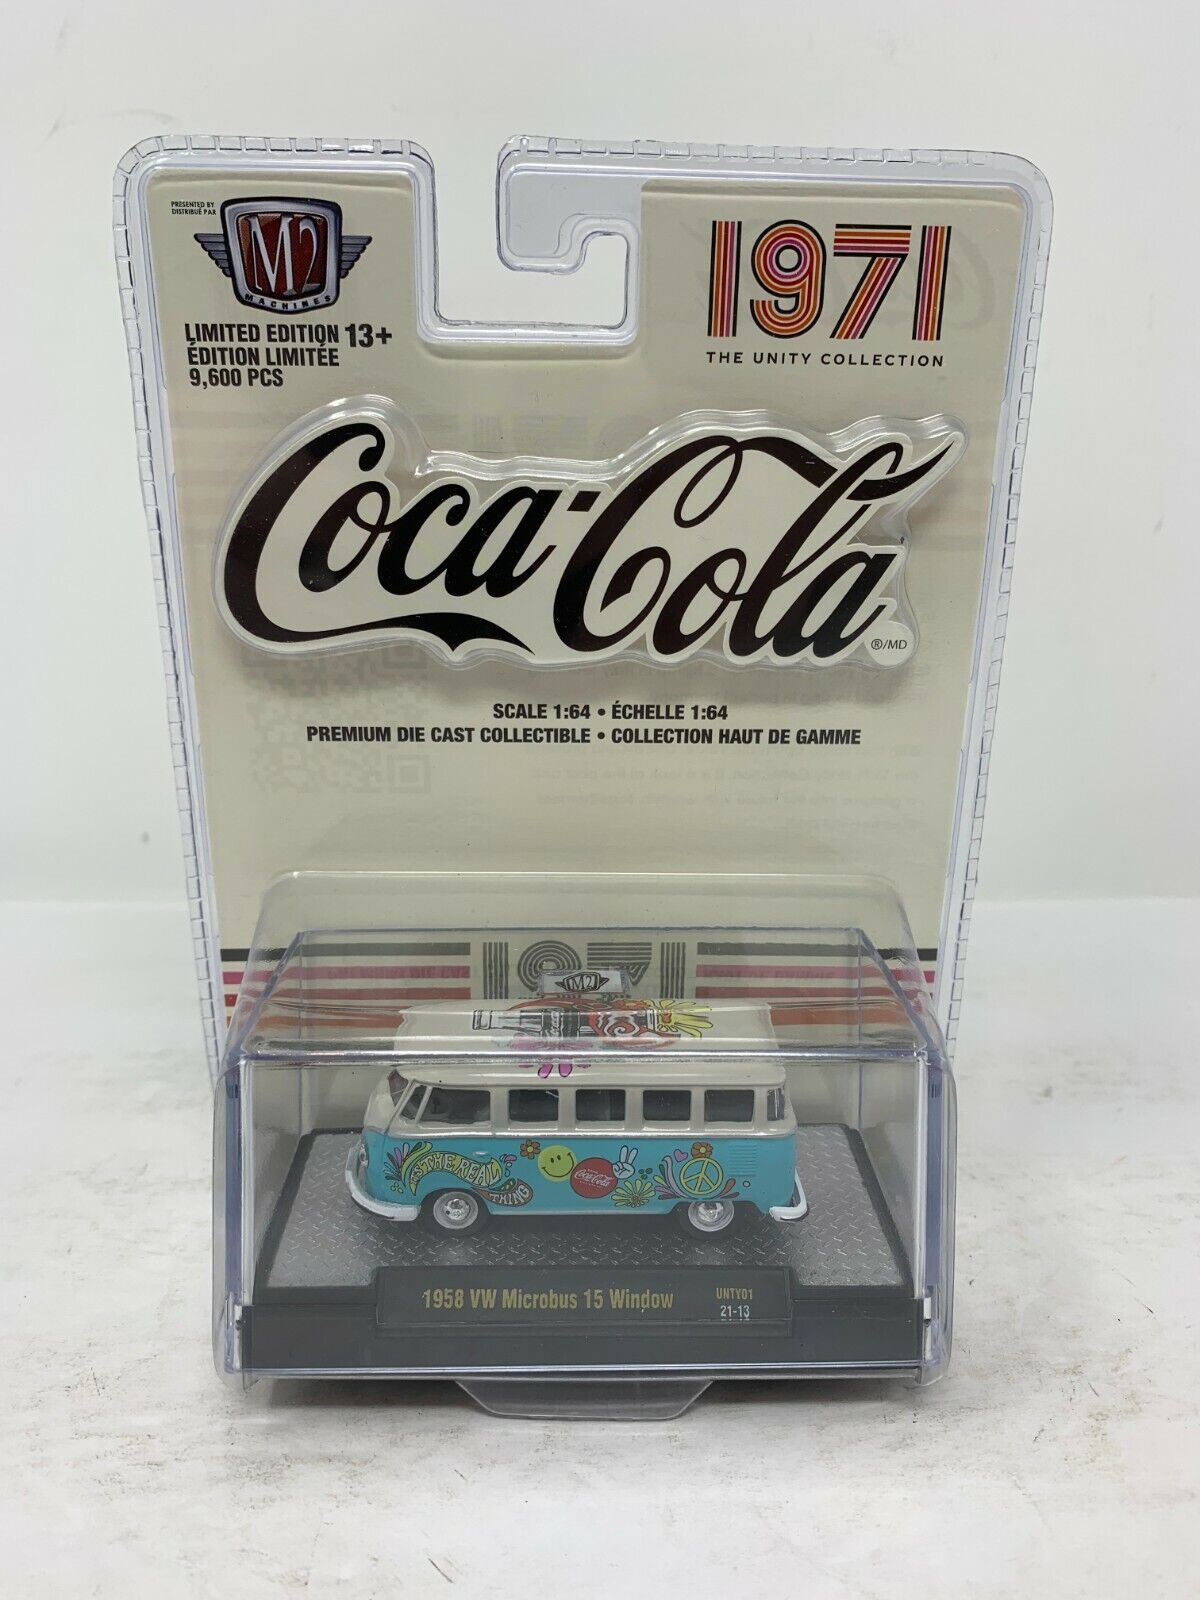 PRESENTED BY
DISTRIBUÉ PAR
M2
MACHINES
LIMITED EDITION 13+
ÉDITION LIMITÉE
9,600 PCS
1971
THE UNITY COLLECTION
Coca-Cola
®/MD
SCALE 1:64 • ÉCHELLE 1:64
PREMIUM DIE CAST COLLECTIBLE • COLLECTION HAUT DE GAMME
1971
M2
IT'S THE REAL
THING
Coca-Cola
1958 VW Microbus 15 Window
UNTY01
21-13